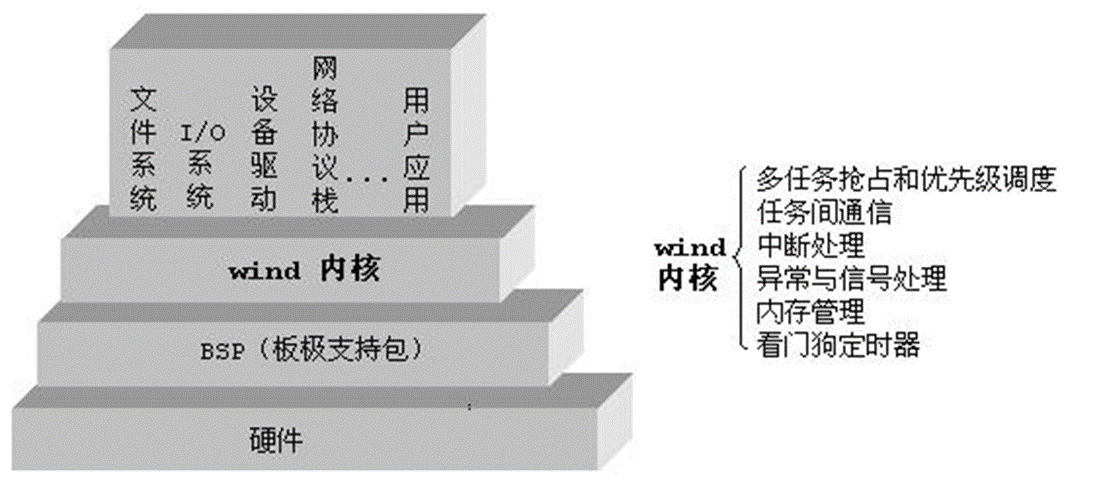 文件系统
I/O系统
设备驱动
网络协议栈
...
用户应用
wind 内核
BSP（板极支持包）
硬件
wind
内核
多任务抢占和优先级调度
任务间通信
中断处理
异常与信号处理
内存管理
看门狗定时器